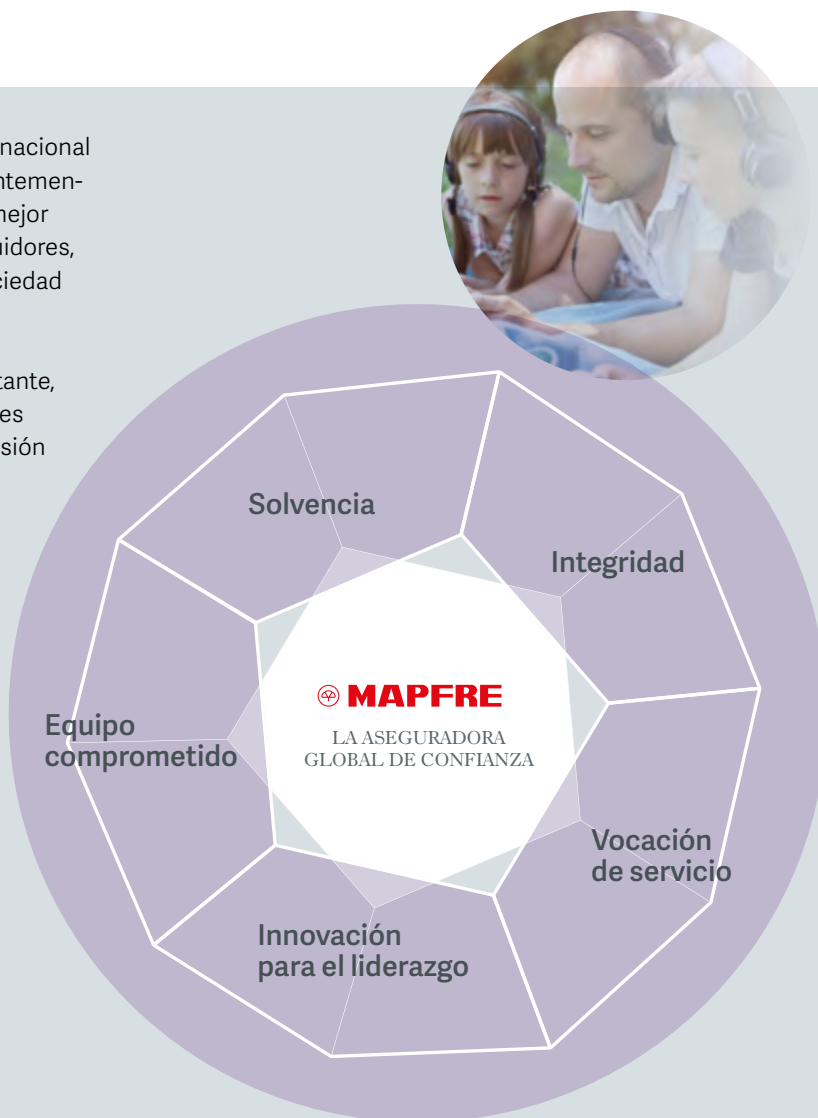 nacional
ntemen-
nejor
uidores,
ciedad
tante,
es
sión
Solvencia
Integridad
MAPFRE
LA ASEGURADORA
GLOBAL DE CONFIANZA
Equipo
comprometido
Vocación
de servicio
Innovación
para el liderazgo